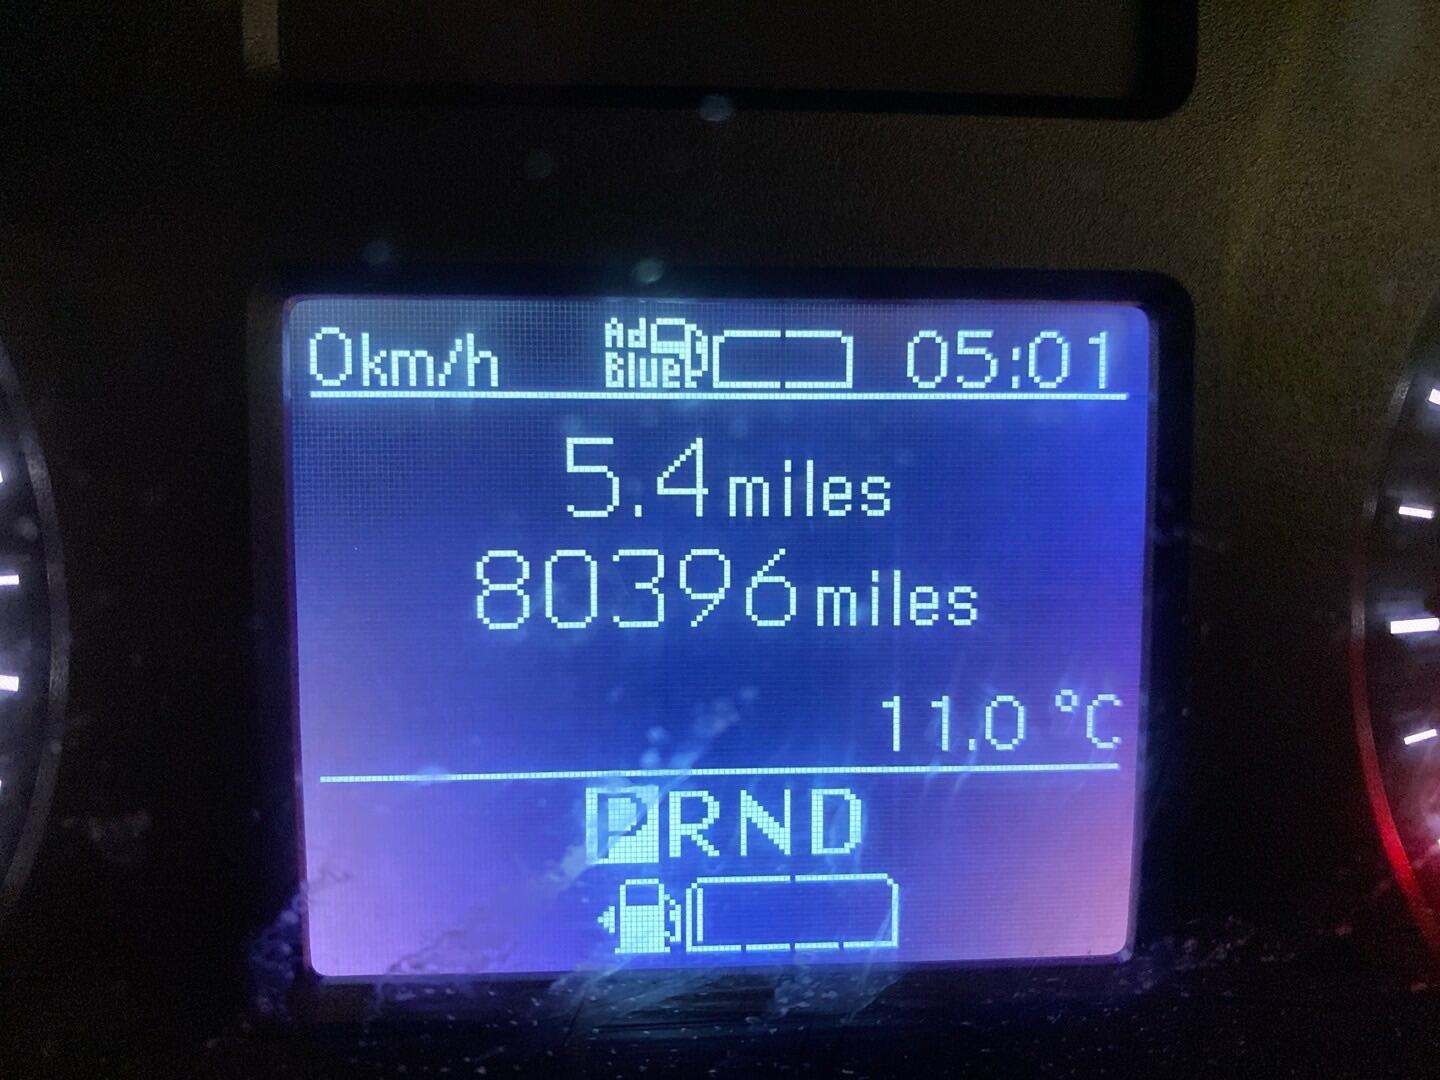 0km/h Ad Blue 05:01
5.4 miles
80396 miles
11.0 °C
PRND